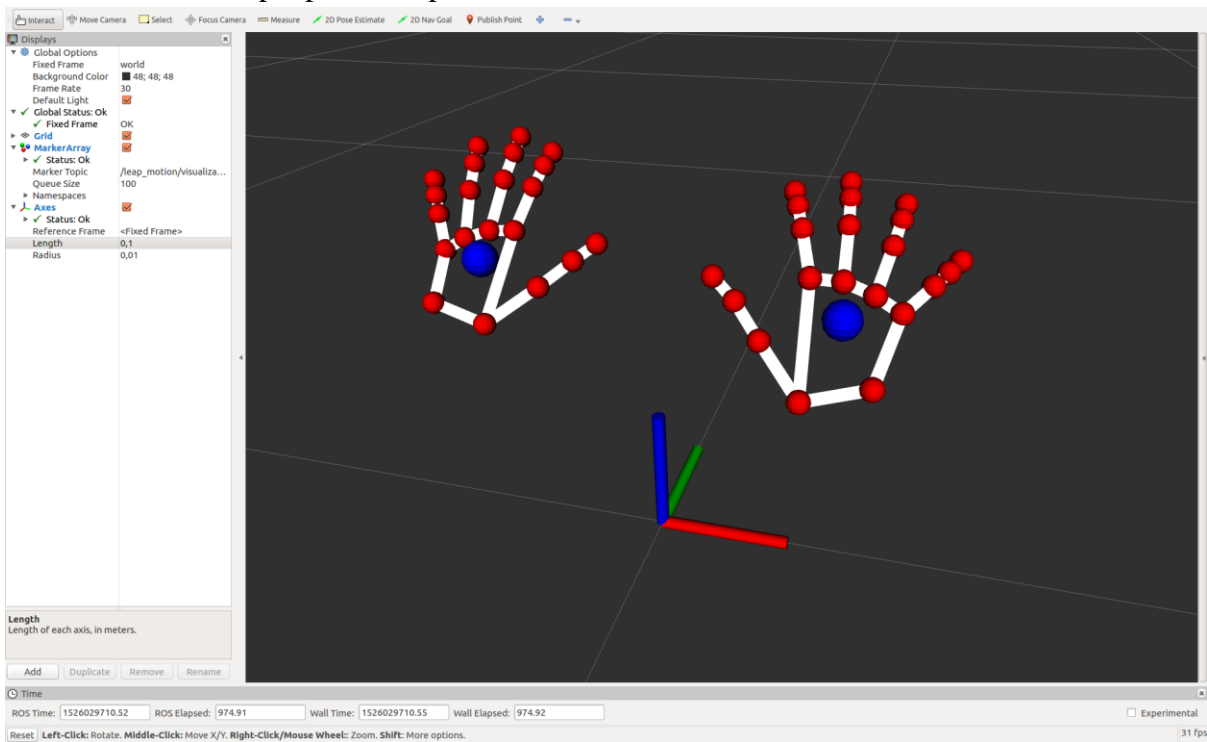 Interact Move Camera Select Focus Camera Measure 2D Pose Estimate 2D Nav Goal Publish Point
Displays
Global Options
Fixed Frame world
Background Color 48; 48; 48
Frame Rate 30
Default Light
Global Status: Ok
Fixed Frame OK
Grid
MarkerArray
Status: Ok
Marker Topic /leap_motion/visualiza...
Queue Size 100
Namespaces
Axes
Status: Ok
Reference Frame <Fixed Frame>
Length 0,1
Radius 0,01
Length
Length of each axis, in meters.
Add Duplicate Remove Rename
Time
ROS Time: 1526029710.52 ROS Elapsed: 974.91 Wall Time: 1526029710.55 Wall Elapsed: 974.92 Experimental
Reset Left-Click: Rotate. Middle-Click: Move X/Y. Right-Click/Mouse Wheel:: Zoom. Shift: More options. 31 fps